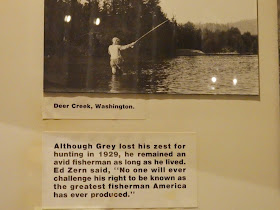 Deer Creek, Washington.
Although Grey lost his zest for
hunting in 1929, he remained an
avid fisherman as long as he lived.
Ed Zern said, "No one will ever
challenge his right to be known as
the greatest fisherman America
has ever produced."